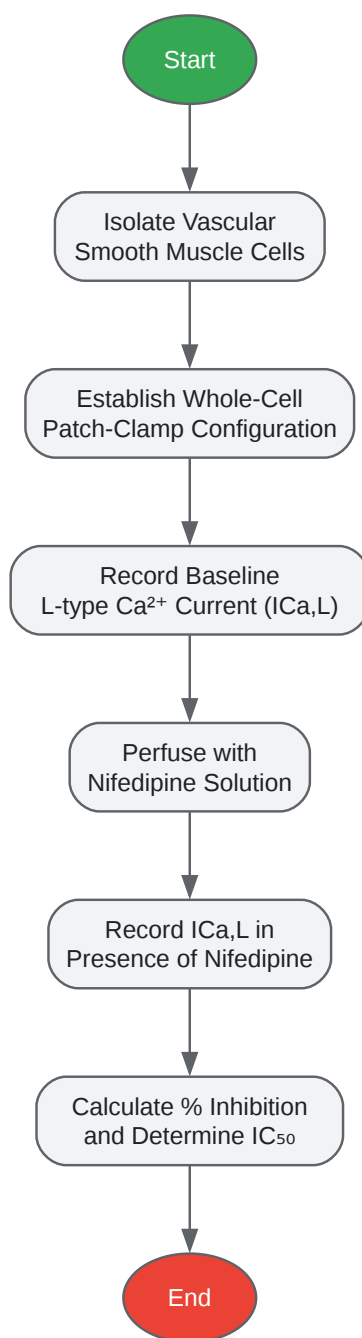 Start
Isolate Vascular
Smooth Muscle Cells
Establish Whole-Cell
Patch-Clamp Configuration
Record Baseline
L-type Ca²⁺ Current (ICa,L)
Perfuse with
Nifedipine Solution
Record ICa,L in
Presence of Nifedipine
Calculate % Inhibition
and Determine IC₅₀
End